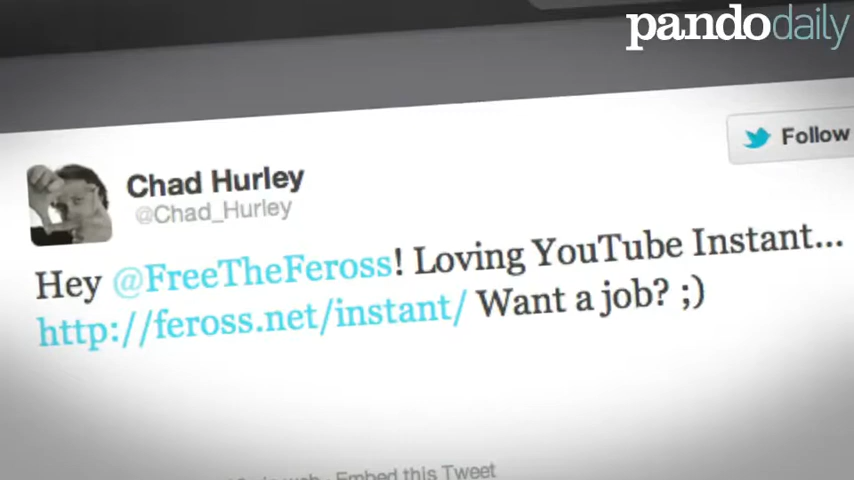 pandodaily
Follow
Chad Hurley
@Chad_Hurley
Hey @FreeTheFeross! Loving YouTube Instant...
http://feross.net/instant/ Want a job? ;)
Embed this Tweet